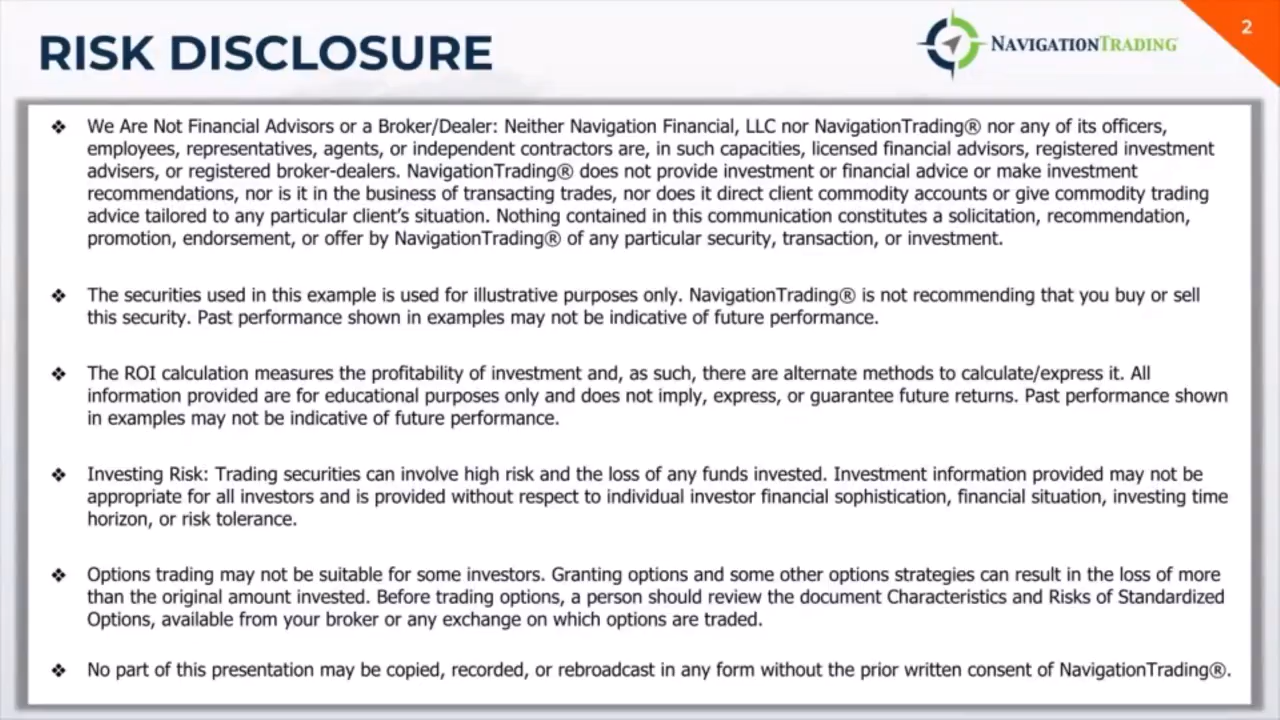 RISK DISCLOSURE
NAVIGATIONTRADING®
2
❖ We Are Not Financial Advisors or a Broker/Dealer: Neither Navigation Financial, LLC nor NavigationTrading® nor any of its officers,
employees, representatives, agents, or independent contractors are, in such capacities, licensed financial advisors, registered investment
advisers, or registered broker-dealers. NavigationTrading® does not provide investment or financial advice or make investment
recommendations, nor is it in the business of transacting trades, nor does it direct client commodity accounts or give commodity trading
advice tailored to any particular client’s situation. Nothing contained in this communication constitutes a solicitation, recommendation,
promotion, endorsement, or offer by NavigationTrading® of any particular security, transaction, or investment.
❖ The securities used in this example is used for illustrative purposes only. NavigationTrading® is not recommending that you buy or sell
this security. Past performance shown in examples may not be indicative of future performance.
❖ The ROI calculation measures the profitability of investment and, as such, there are alternate methods to calculate/express it. All
information provided are for educational purposes only and does not imply, express, or guarantee future returns. Past performance shown
in examples may not be indicative of future performance.
❖ Investing Risk: Trading securities can involve high risk and the loss of any funds invested. Investment information provided may not be
appropriate for all investors and is provided without respect to individual investor financial sophistication, financial situation, investing time
horizon, or risk tolerance.
❖ Options trading may not be suitable for some investors. Granting options and some other options strategies can result in the loss of more
than the original amount invested. Before trading options, a person should review the document Characteristics and Risks of Standardized
Options, available from your broker or any exchange on which options are traded.
❖ No part of this presentation may be copied, recorded, or rebroadcast in any form without the prior written consent of NavigationTrading®.